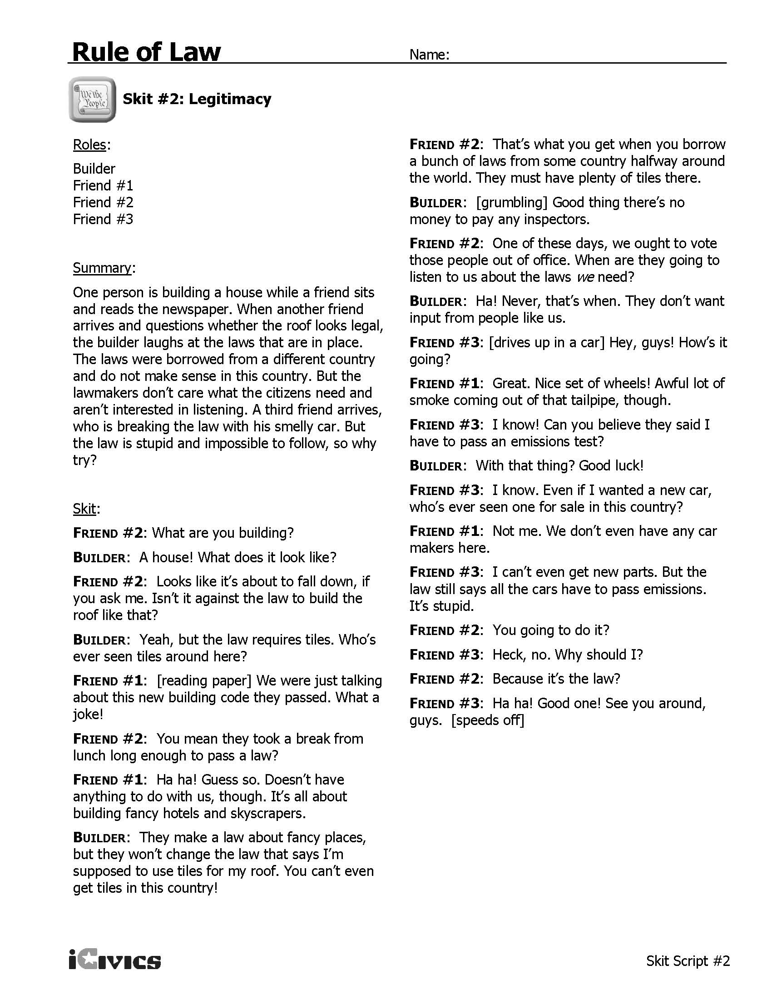 Rule of Law
Name:
We the
People
Skit #2: Legitimacy
Roles:
Builder
Friend #1
Friend #2
Friend #3
Summary:
One person is building a house while a friend sits
and reads the newspaper. When another friend
arrives and questions whether the roof looks legal,
the builder laughs at the laws that are in place.
The laws were borrowed from a different country
and do not make sense in this country. But the
lawmakers don’t care what the citizens need and
aren’t interested in listening. A third friend arrives,
who is breaking the law with his smelly car. But
the law is stupid and impossible to follow, so why
try?
Skit:
FRIEND #2: What are you building?
BUILDER: A house! What does it look like?
FRIEND #2: Looks like it’s about to fall down, if
you ask me. Isn’t it against the law to build the
roof like that?
BUILDER: Yeah, but the law requires tiles. Who’s
ever seen tiles around here?
FRIEND #1: [reading paper] We were just talking
about this new building code they passed. What a
joke!
FRIEND #2: You mean they took a break from
lunch long enough to pass a law?
FRIEND #1: Ha ha! Guess so. Doesn’t have
anything to do with us, though. It’s all about
building fancy hotels and skyscrapers.
BUILDER: They make a law about fancy places,
but they won’t change the law that says I’m
supposed to use tiles for my roof. You can’t even
get tiles in this country!
FRIEND #2: That’s what you get when you borrow
a bunch of laws from some country halfway around
the world. They must have plenty of tiles there.
BUILDER: [grumbling] Good thing there’s no
money to pay any inspectors.
FRIEND #2: One of these days, we ought to vote
those people out of office. When are they going to
listen to us about the laws we need?
BUILDER: Ha! Never, that’s when. They don’t want
input from people like us.
FRIEND #3: [drives up in a car] Hey, guys! How’s it
going?
FRIEND #1: Great. Nice set of wheels! Awful lot of
smoke coming out of that tailpipe, though.
FRIEND #3: I know! Can you believe they said I
have to pass an emissions test?
BUILDER: With that thing? Good luck!
FRIEND #3: I know. Even if I wanted a new car,
who’s ever seen one for sale in this country?
FRIEND #1: Not me. We don’t even have any car
makers here.
FRIEND #3: I can’t even get new parts. But the
law still says all the cars have to pass emissions.
It’s stupid.
FRIEND #2: You going to do it?
FRIEND #3: Heck, no. Why should I?
FRIEND #2: Because it’s the law?
FRIEND #3: Ha ha! Good one! See you around,
guys. [speeds off]
iCivics
Skit Script #2